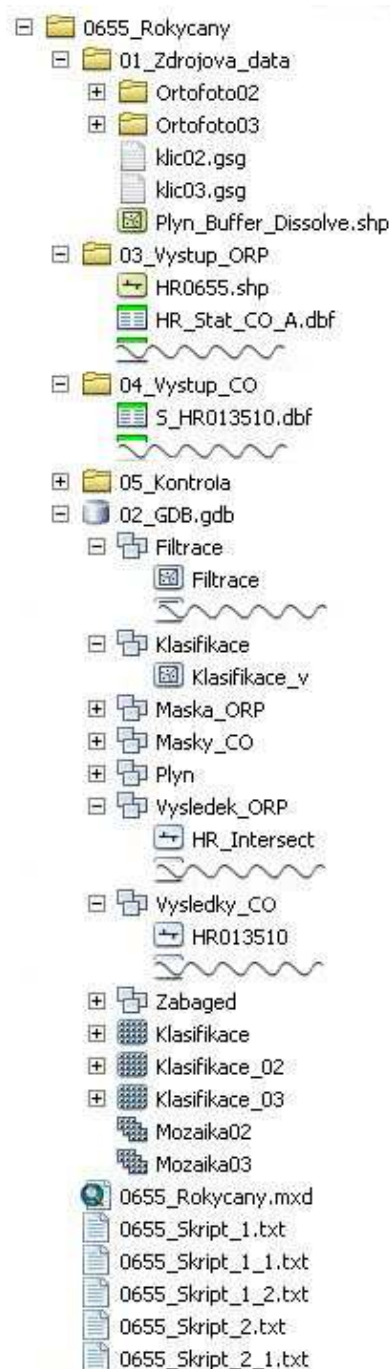 0655_Rokycany
01_Zdrojova_data
Ortofoto02
Ortofoto03
klic02.gsg
klic03.gsg
Plyn_Buffer_Dissolve.shp
03_Vystup_ORP
HR0655.shp
HR_Stat_CO_A.dbf
04_Vystup_CO
S_HR013510.dbf
05_Kontrola
02_GDB.gdb
Filtrace
Filtrace
Klasifikace
Klasifikace_v
Maska_ORP
Masky_CO
Plyn
Vysledek_ORP
HR_Intersect
Vysledky_CO
HR013510
Zabaged
Klasifikace
Klasifikace_02
Klasifikace_03
Mozaika02
Mozaika03
0655_Rokycany.mxd
0655_Skript_1.txt
0655_Skript_1_1.txt
0655_Skript_1_2.txt
0655_Skript_2.txt
0655_Skript_2_1.txt